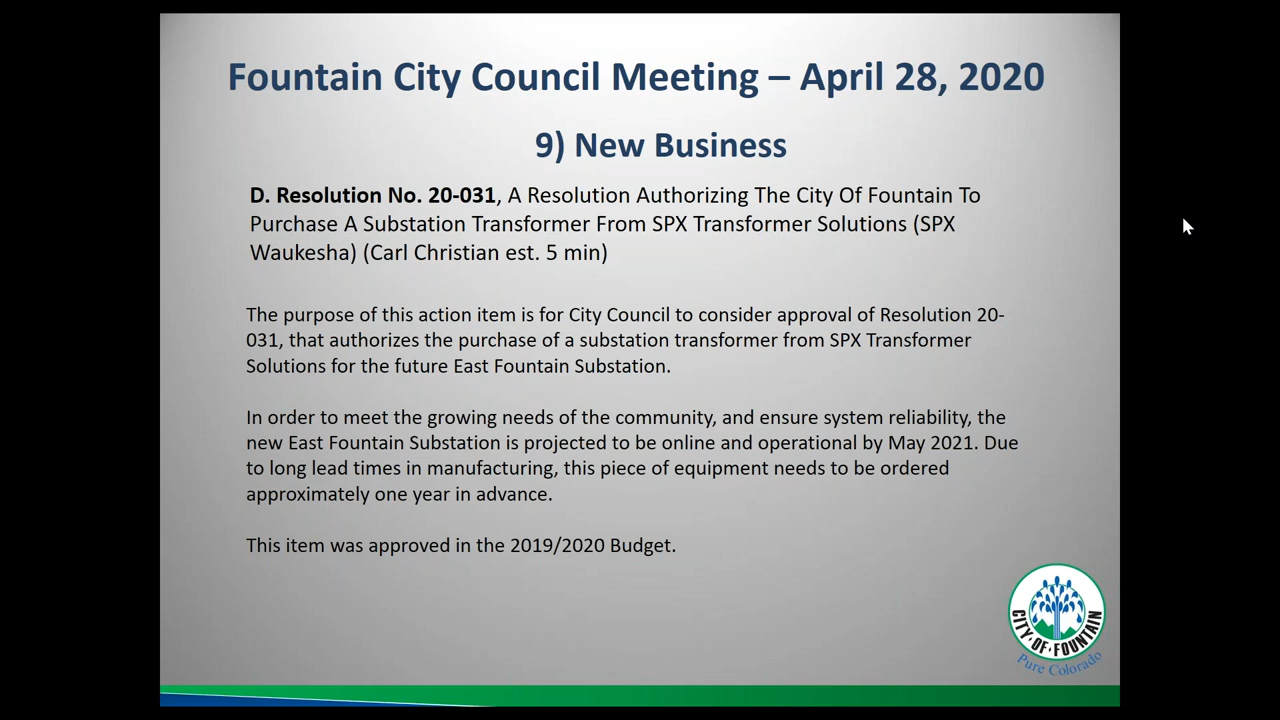 Fountain City Council Meeting – April 28, 2020
9) New Business
D. Resolution No. 20-031, A Resolution Authorizing The City Of Fountain To
Purchase A Substation Transformer From SPX Transformer Solutions (SPX
Waukesha) (Carl Christian est. 5 min)
The purpose of this action item is for City Council to consider approval of Resolution 20-
031, that authorizes the purchase of a substation transformer from SPX Transformer
Solutions for the future East Fountain Substation.
In order to meet the growing needs of the community, and ensure system reliability, the
new East Fountain Substation is projected to be online and operational by May 2021. Due
to long lead times in manufacturing, this piece of equipment needs to be ordered
approximately one year in advance.
This item was approved in the 2019/2020 Budget.
CITY·OF·FOUNTAIN
Pure Colorado